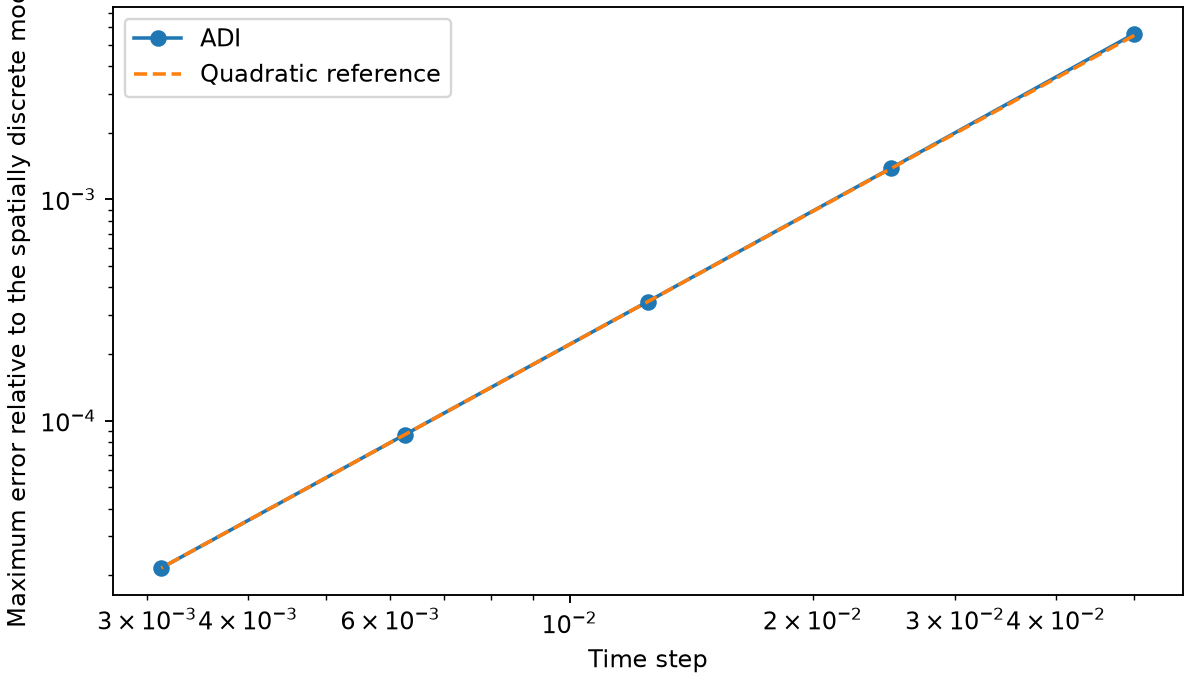 ADI
Quadratic reference
Maximum error relative to the spatially discrete
10⁻³
10⁻⁴
3 × 10⁻³
4 × 10⁻³
6 × 10⁻³
10⁻²
2 × 10⁻²
3 × 10⁻²
4 × 10⁻²
Time step